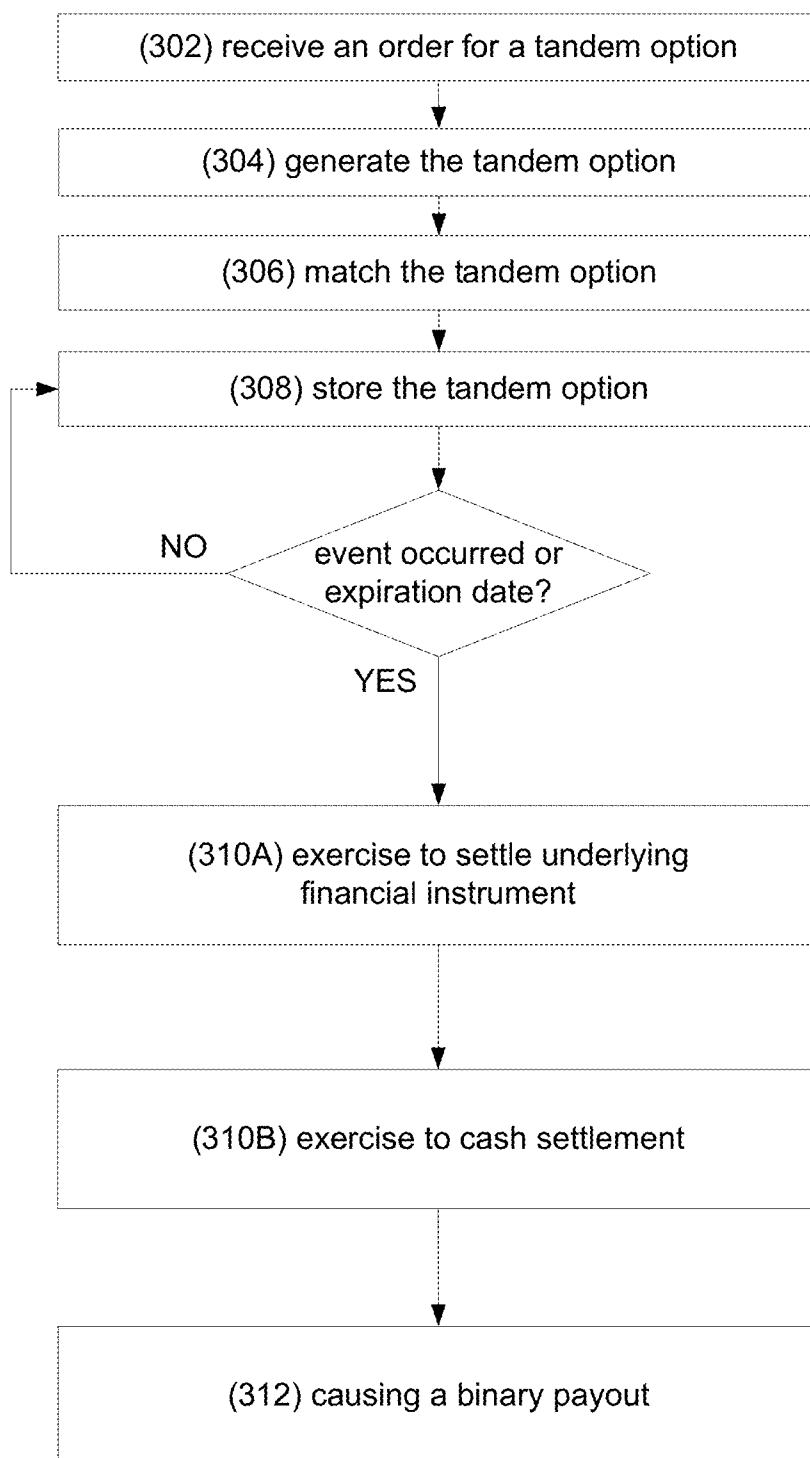 (302) receive an order for a tandem option
(304) generate the tandem option
(306) match the tandem option
(308) store the tandem option
NO
event occurred or
expiration date?
YES
(310A) exercise to settle underlying
financial instrument
(310B) exercise to cash settlement
(312) causing a binary payout